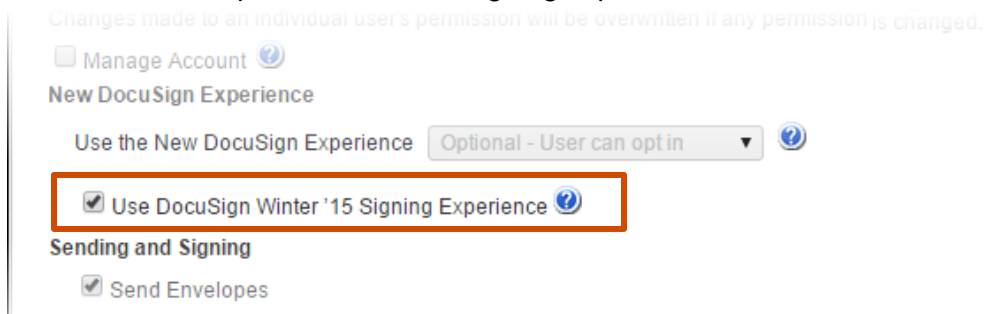 Changes made to an individual user's permission will be overwritten if any permission is changed.
Manage Account
New DocuSign Experience
Use the New DocuSign Experience Optional - User can opt in
Use DocuSign Winter '15 Signing Experience
Sending and Signing
Send Envelopes